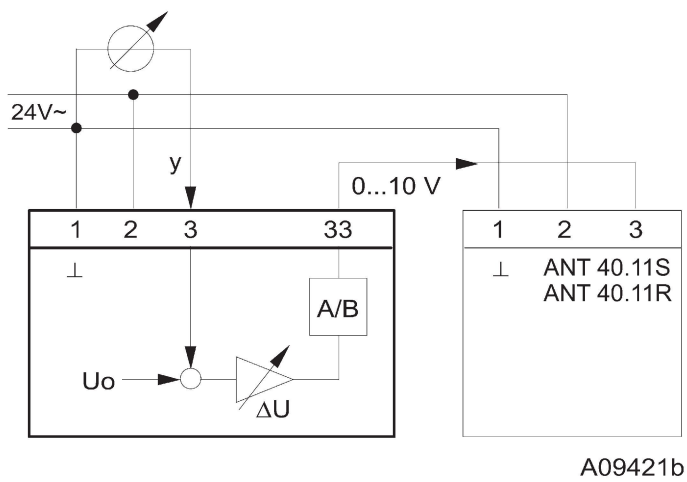 24V~
y
0...10 V
1 2 3 33
1 2 3
⊥
⊥ ANT 40.11S
ANT 40.11R
A/B
Uo
ΔU
A09421b